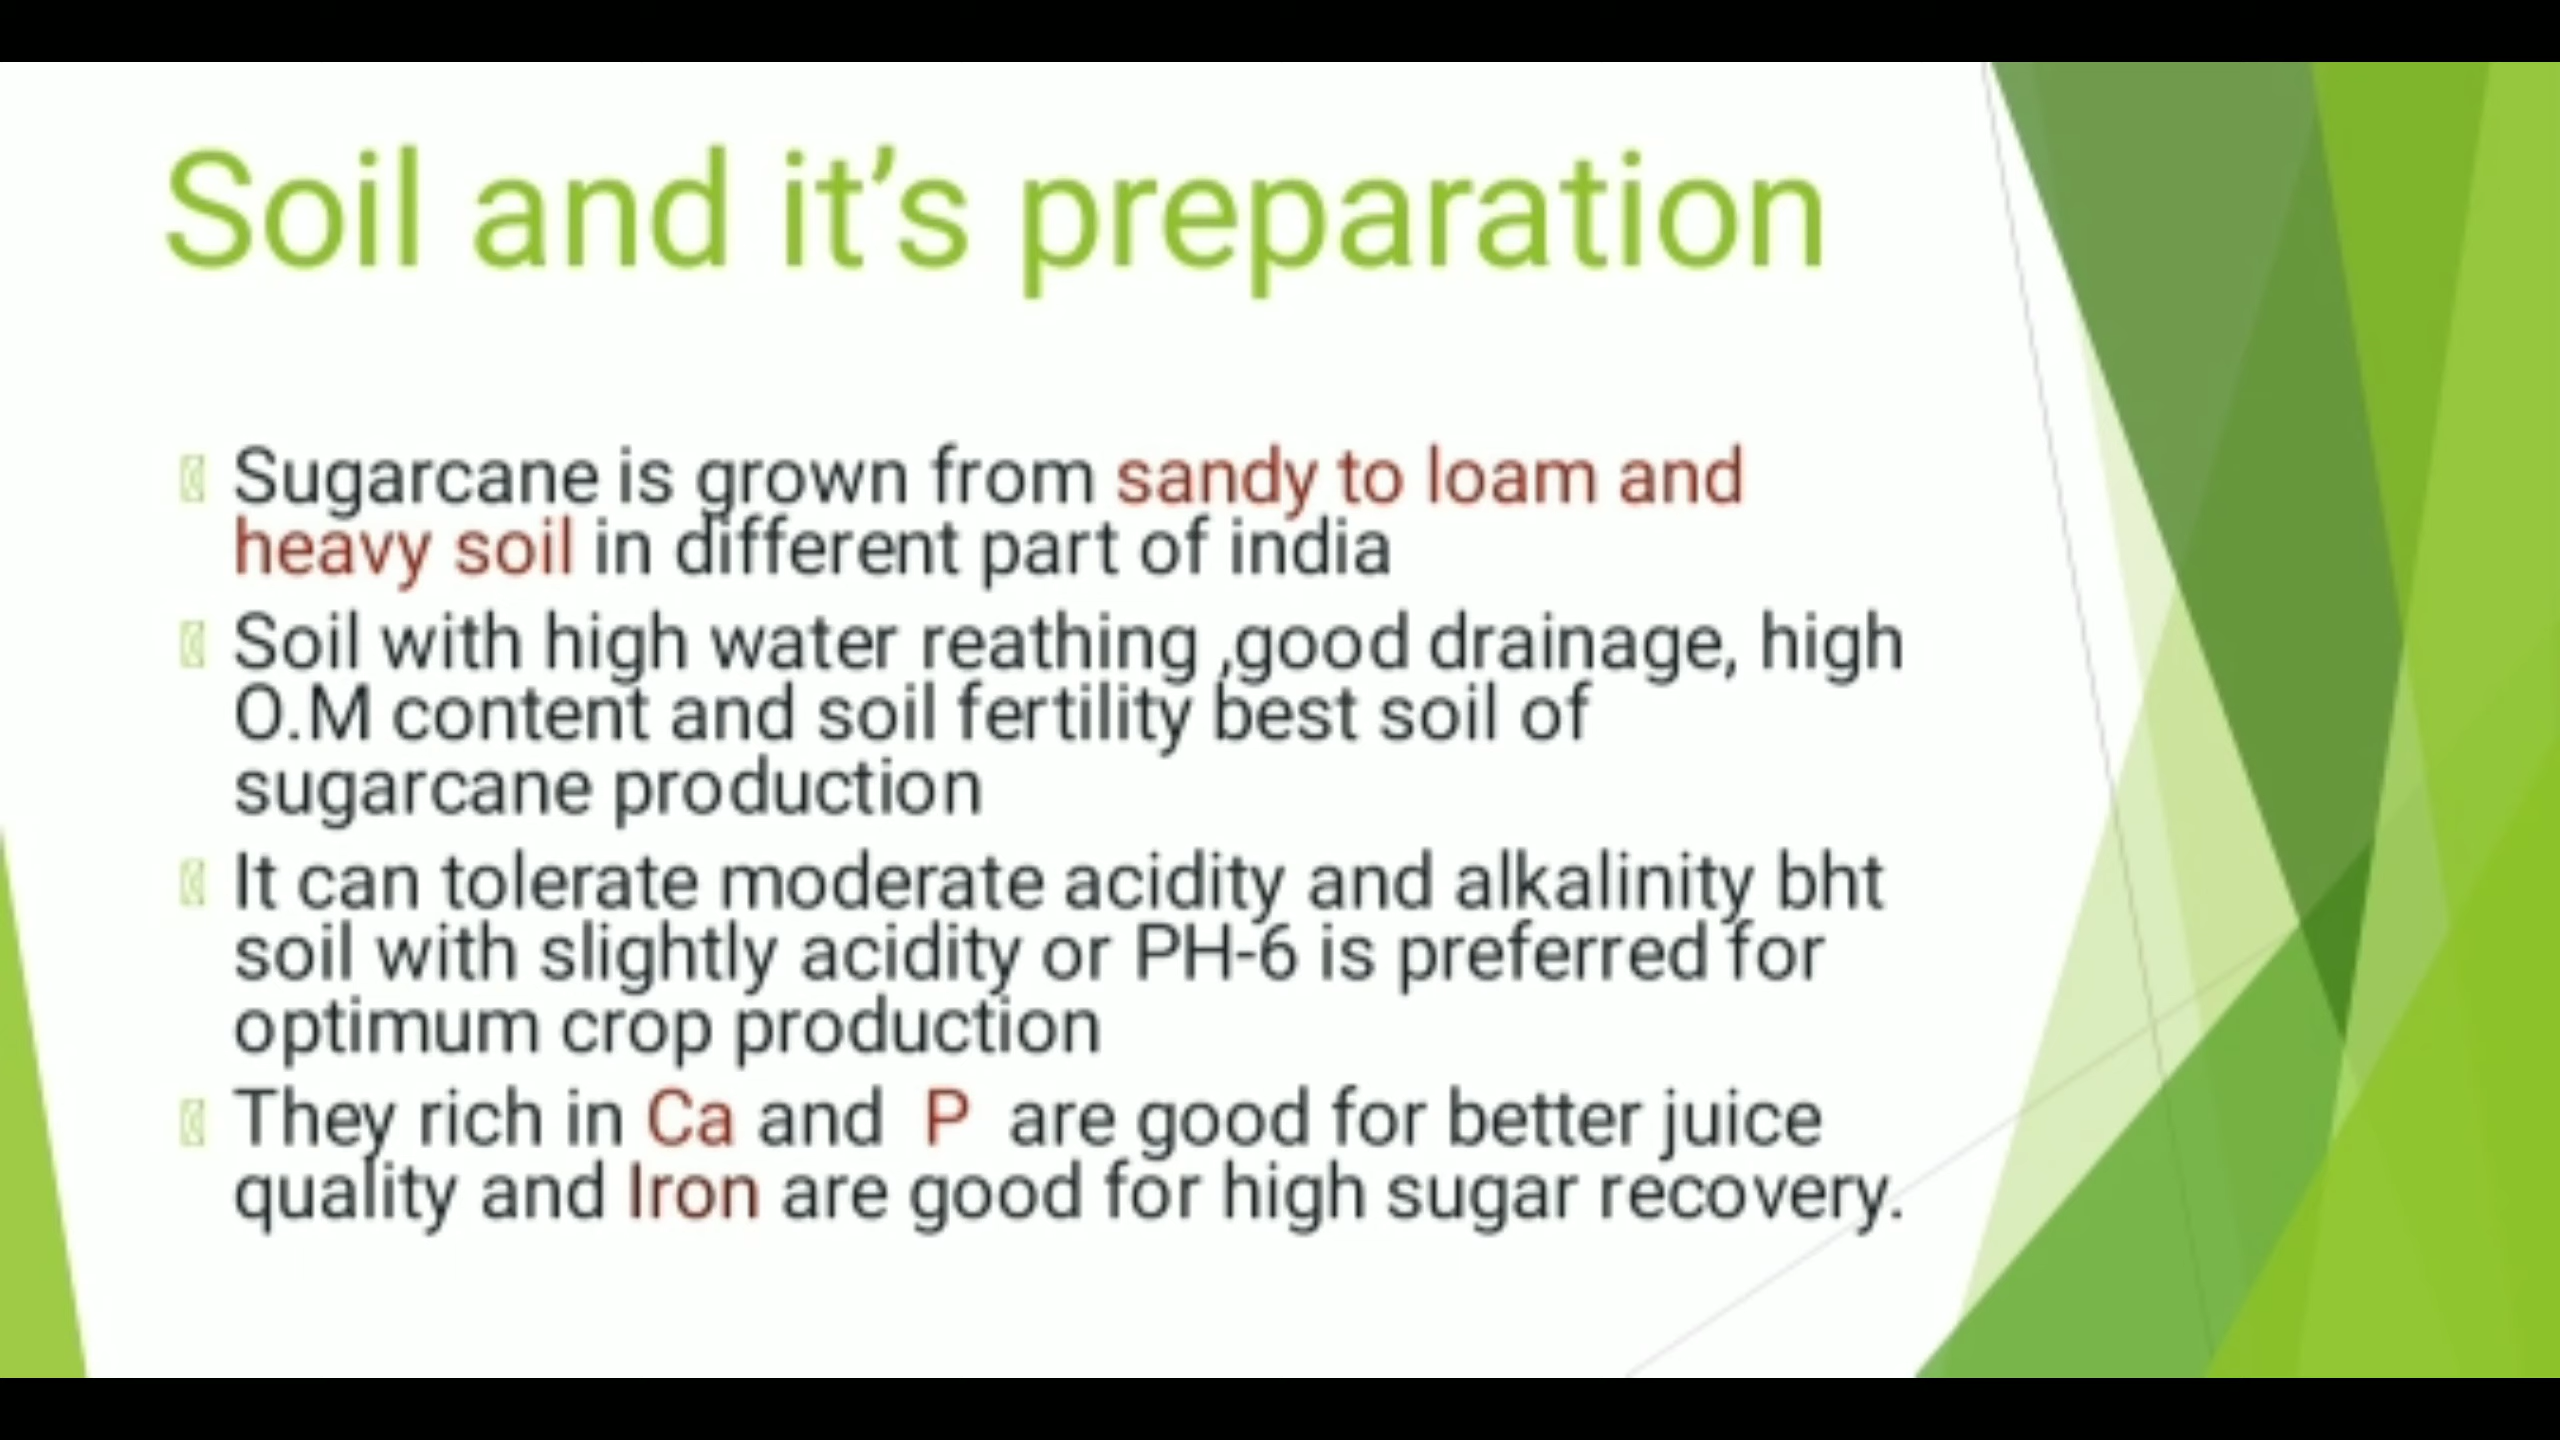 Soil and it’s preparation
Sugarcane is grown from sandy to loam and
heavy soil in different part of india
Soil with high water reathing ,good drainage, high
O.M content and soil fertility best soil of
sugarcane production
It can tolerate moderate acidity and alkalinity bht
soil with slightly acidity or PH-6 is preferred for
optimum crop production
They rich in Ca and P are good for better juice
quality and Iron are good for high sugar recovery.